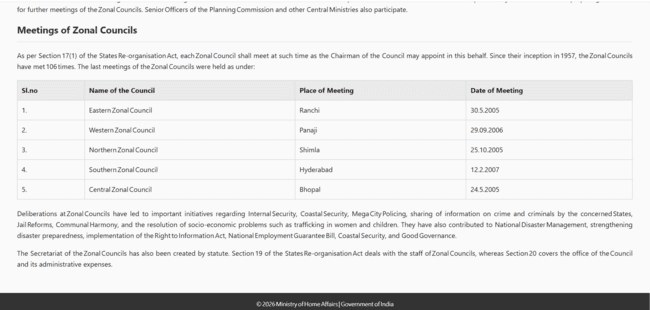 for further meetings of the Zonal Councils. Senior Officers of the Planning Commission and other Central Ministries also participate.
Meetings of Zonal Councils
As per Section 17(1) of the States Re-organisation Act, each Zonal Council shall meet at such time as the Chairman of the Council may appoint in this behalf. Since their inception in 1957, the Zonal Councils
have met 106 times. The last meetings of the Zonal Councils were held as under:
Sl.no Name of the Council Place of Meeting Date of Meeting
1. Eastern Zonal Council Ranchi 30.5.2005
2. Western Zonal Council Panaji 29.09.2006
3. Northern Zonal Council Shimla 25.10.2005
4. Southern Zonal Council Hyderabad 12.2.2007
5. Central Zonal Council Bhopal 24.5.2005
Deliberations at Zonal Councils have led to important initiatives regarding Internal Security, Coastal Security, Mega City Policing, sharing of information on crime and criminals by the concerned States,
Jail Reforms, Communal Harmony, and the resolution of socio-economic problems such as trafficking in women and children. They have also contributed to National Disaster Management, strengthening
disaster preparedness, implementation of the Right to Information Act, National Employment Guarantee Bill, Coastal Security, and Good Governance.
The Secretariat of the Zonal Councils has also been created by statute. Section 19 of the States Re-organisation Act deals with the staff of Zonal Councils, whereas Section 20 covers the office of the Council
and its administrative expenses.
© 2026 Ministry of Home Affairs | Government of India